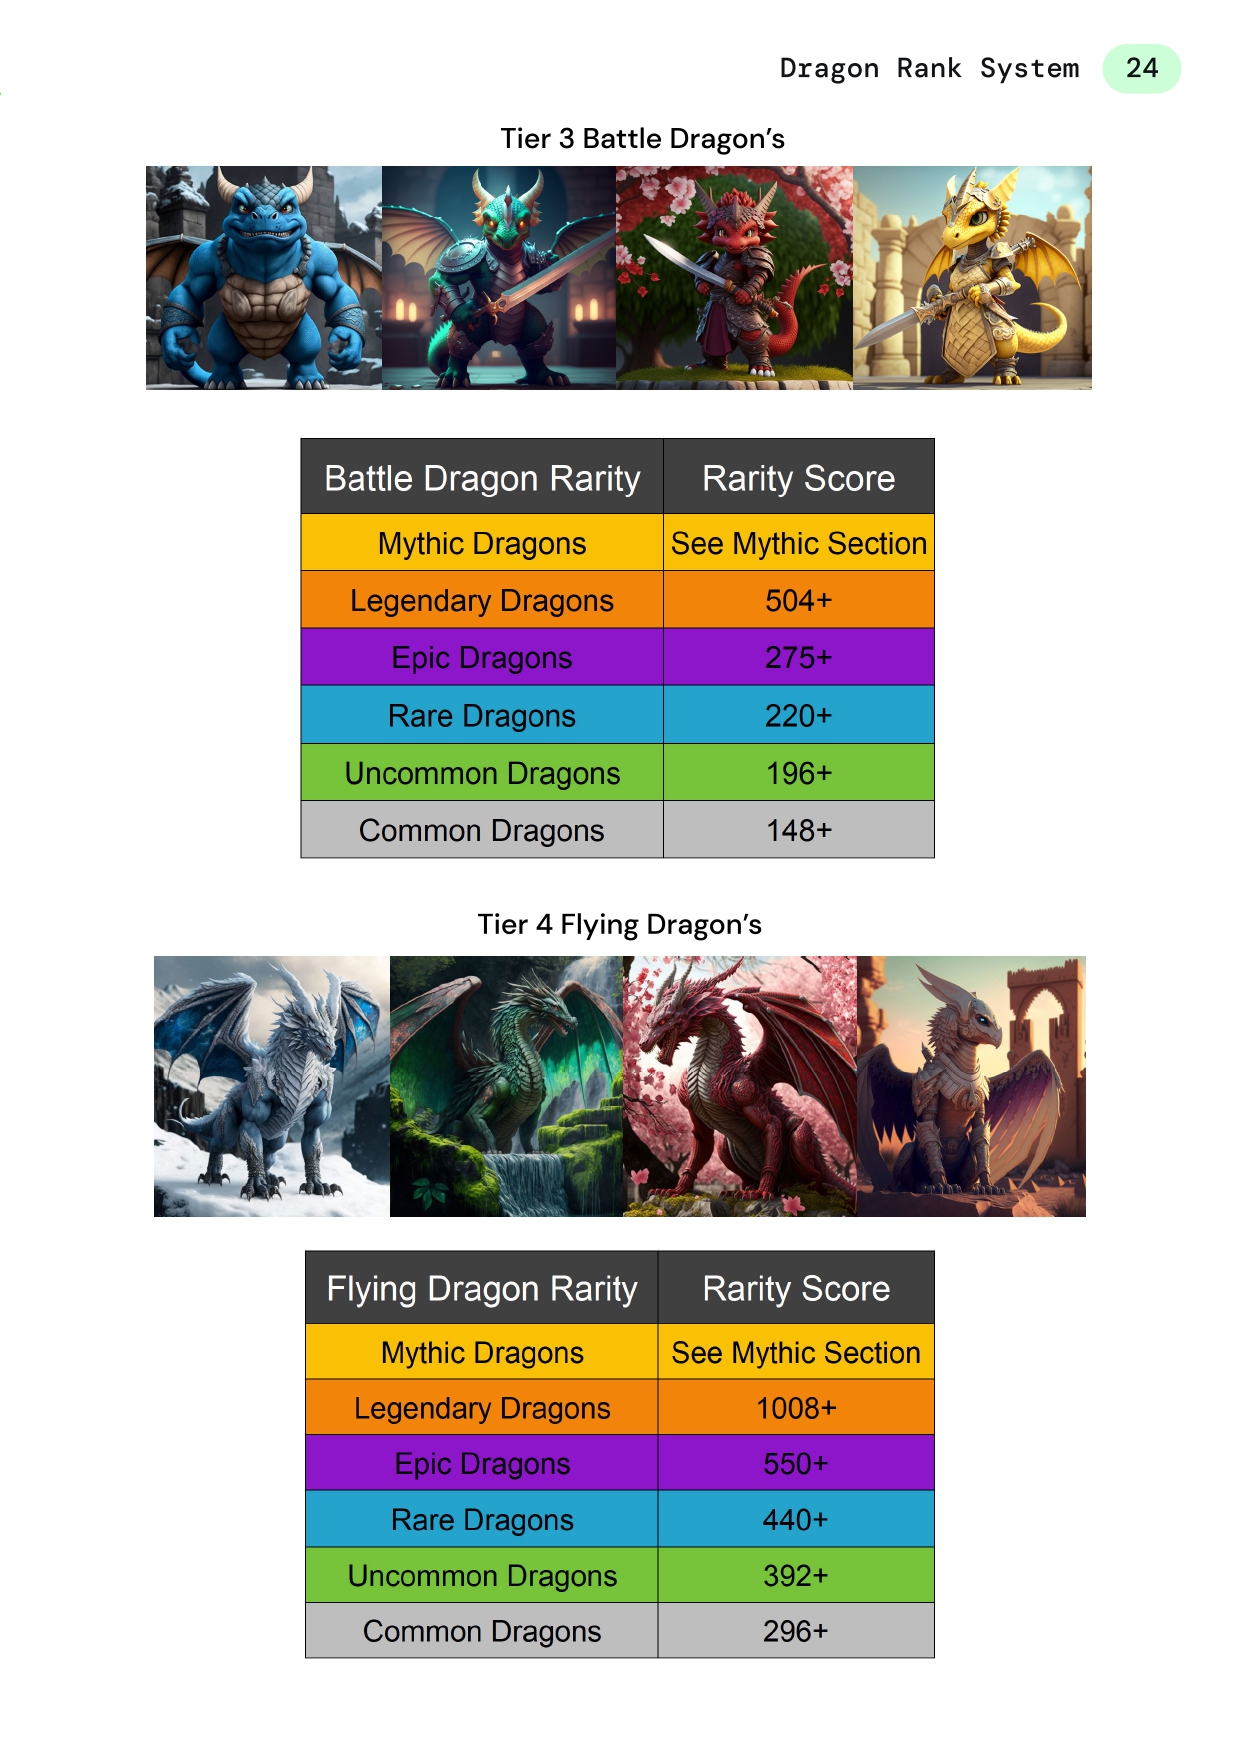 Dragon Rank System 24
Tier 3 Battle Dragon's
Battle Dragon Rarity Rarity Score
Mythic Dragons See Mythic Section
Legendary Dragons 504+
Epic Dragons 275+
Rare Dragons 220+
Uncommon Dragons 196+
Common Dragons 148+
Tier 4 Flying Dragon's
Flying Dragon Rarity Rarity Score
Mythic Dragons See Mythic Section
Legendary Dragons 1008+
Epic Dragons 550+
Rare Dragons 440+
Uncommon Dragons 392+
Common Dragons 296+